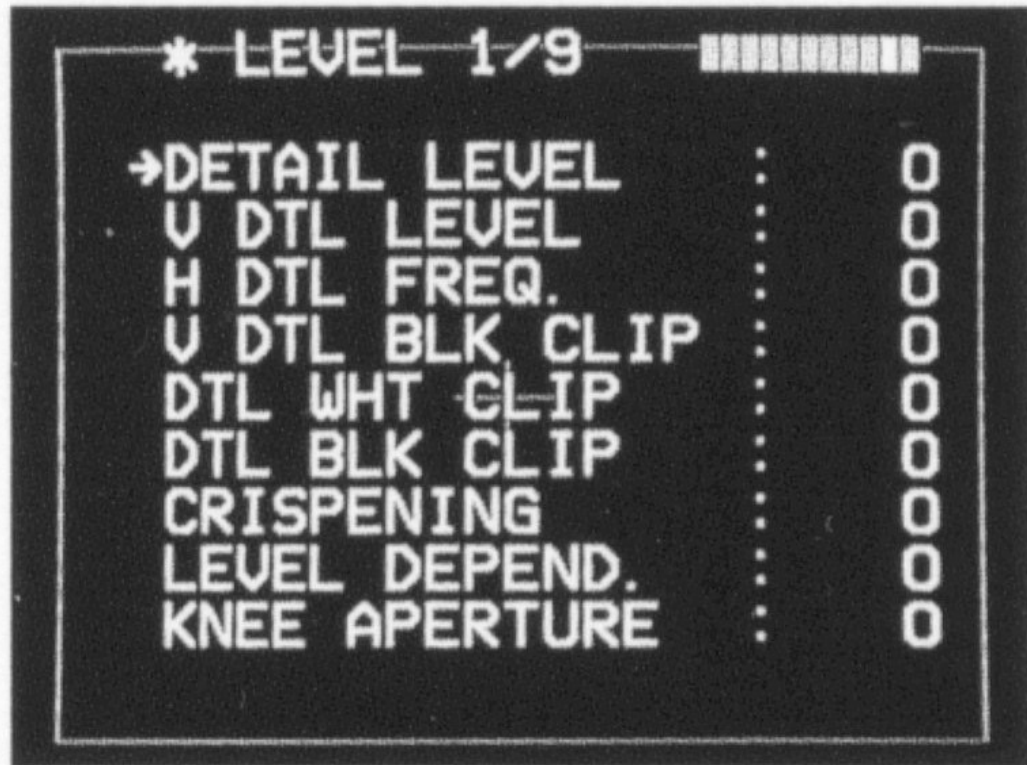 * LEVEL 1/9
→DETAIL LEVEL : 0
V DTL LEVEL : 0
H DTL FREQ. : 0
V DTL BLK CLIP : 0
DTL WHT CLIP : 0
DTL BLK CLIP : 0
CRISPENING : 0
LEVEL DEPEND. : 0
KNEE APERTURE : 0